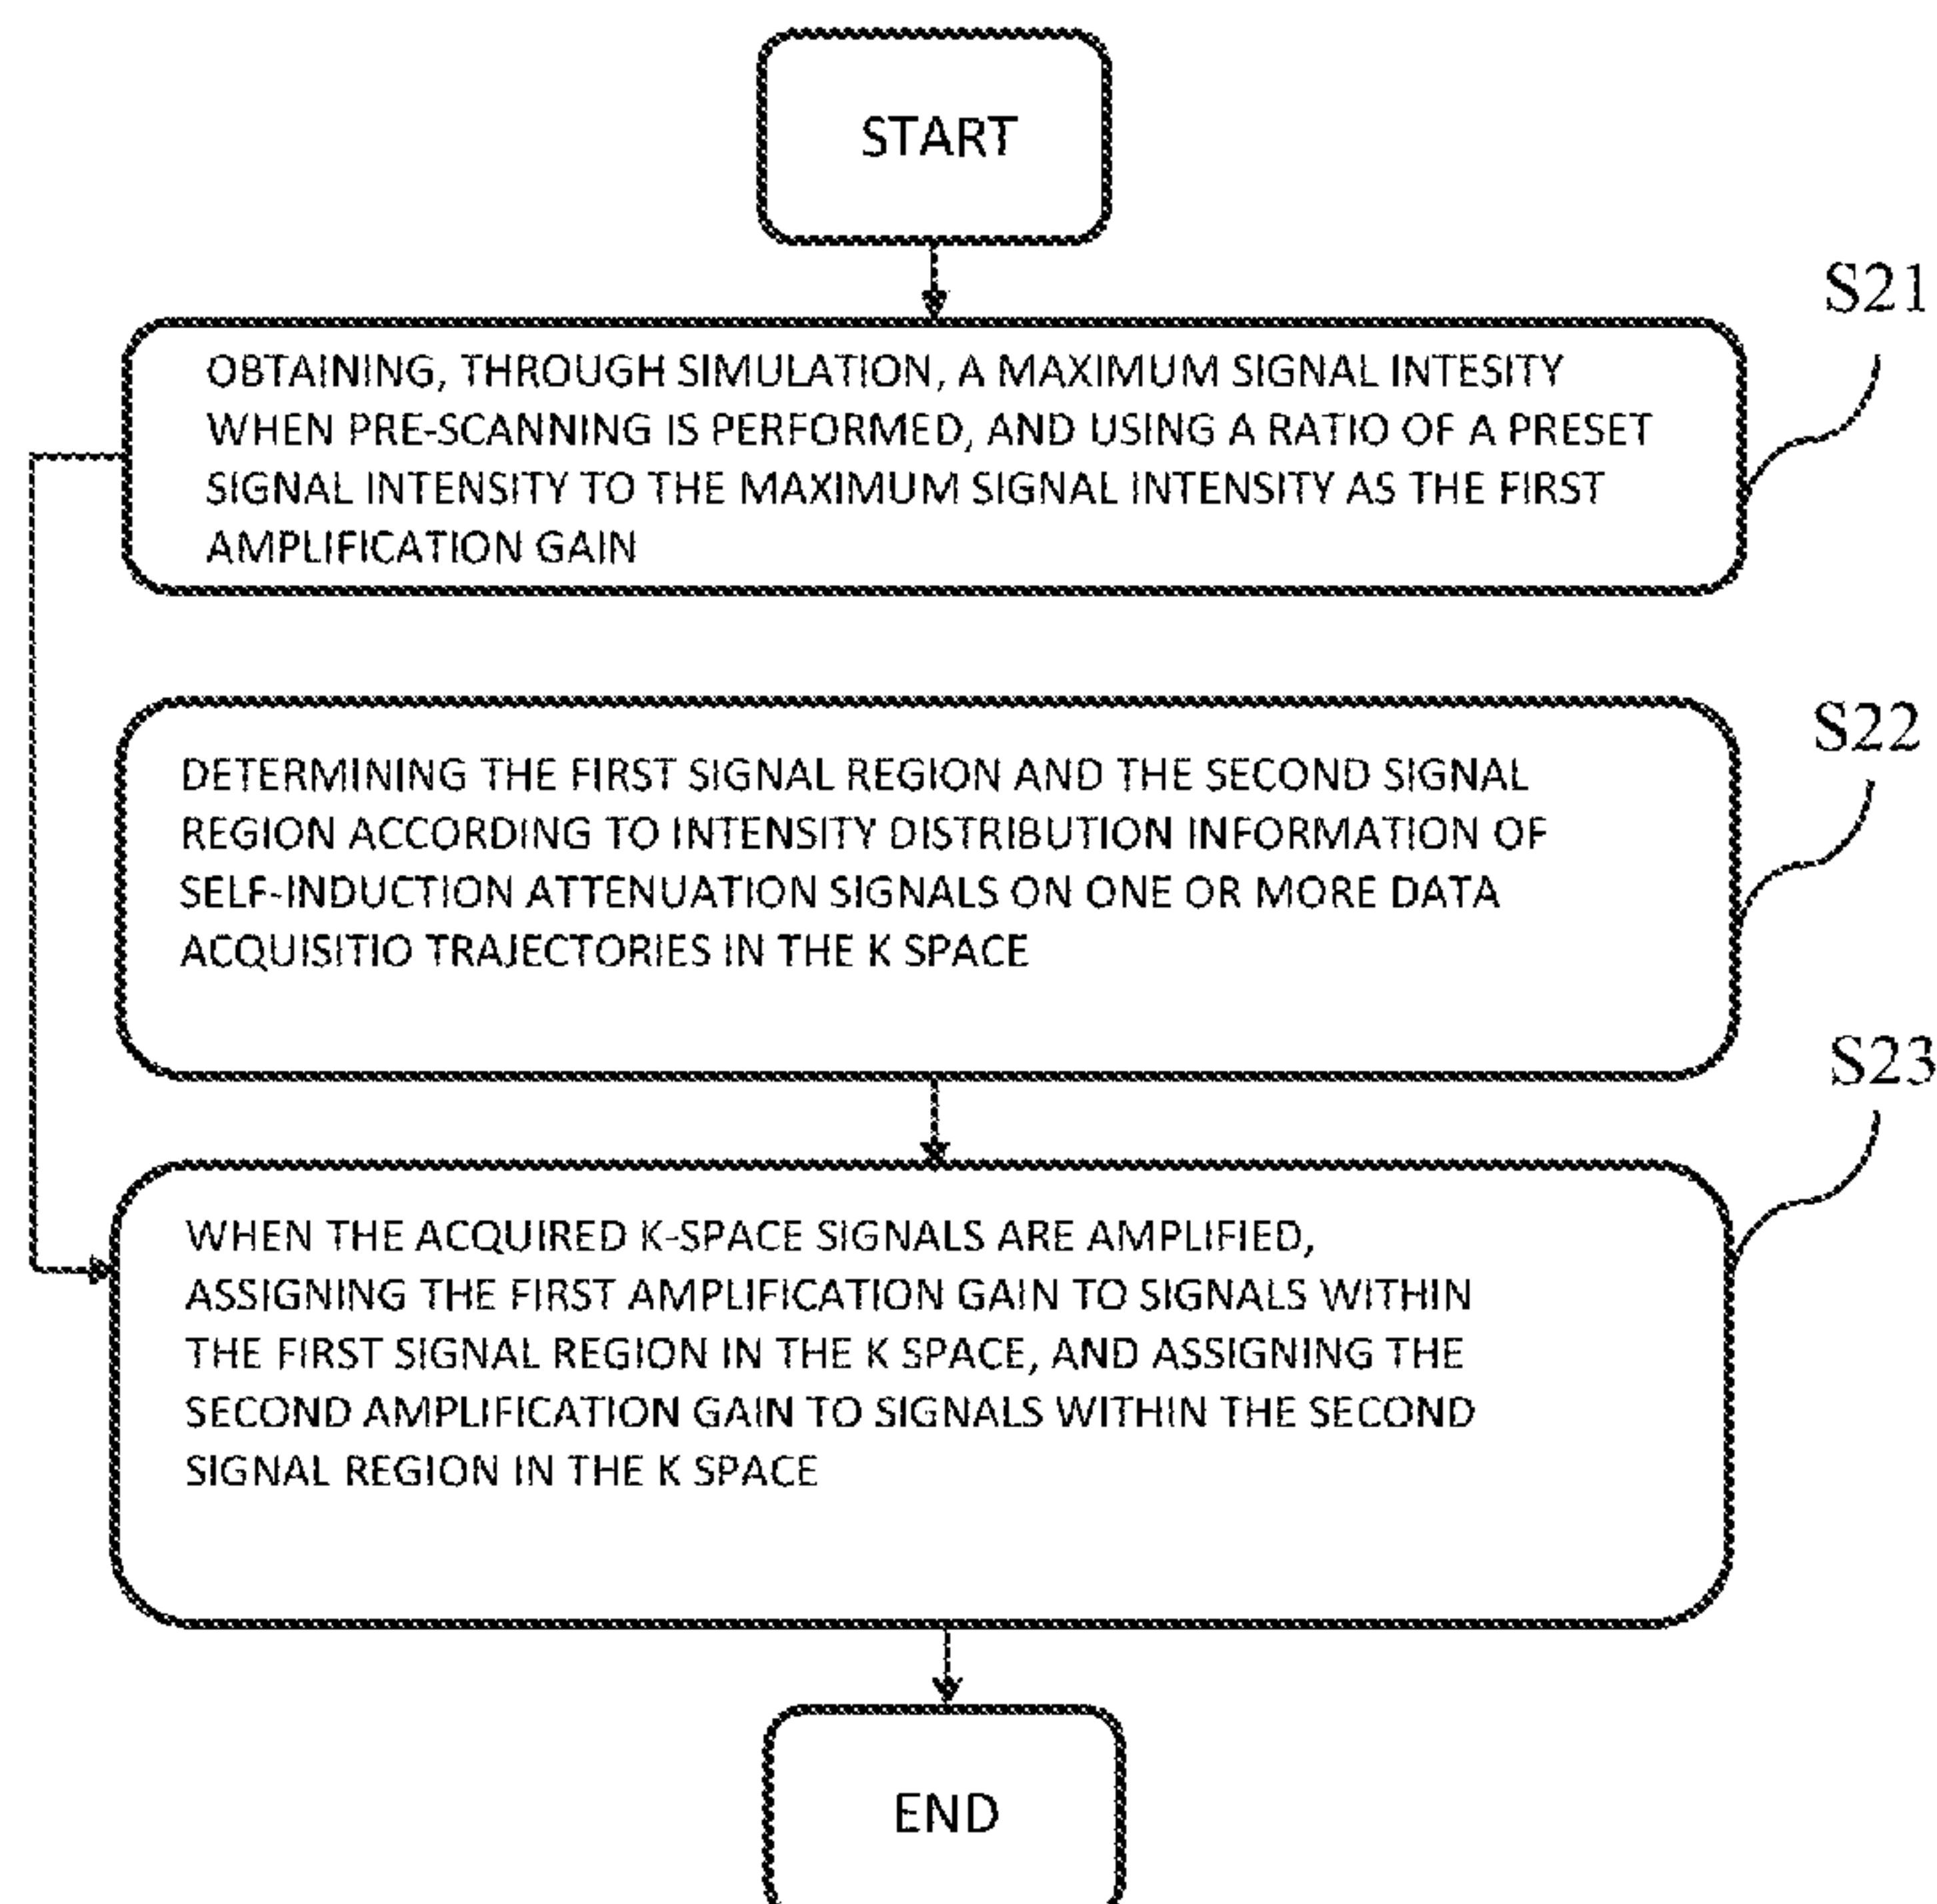 START
S21
OBTAINING, THROUGH SIMULATION, A MAXIMUM SIGNAL INTESITY
WHEN PRE-SCANNING IS PERFORMED, AND USING A RATIO OF A PRESET
SIGNAL INTENSITY TO THE MAXIMUM SIGNAL INTENSITY AS THE FIRST
AMPLIFICATION GAIN
S22
DETERMINING THE FIRST SIGNAL REGION AND THE SECOND SIGNAL
REGION ACCORDING TO INTENSITY DISTRIBUTION INFORMATION OF
SELF-INDUCTION ATTENUATION SIGNALS ON ONE OR MORE DATA
ACQUISITIO TRAJECTORIES IN THE K SPACE
S23
WHEN THE ACQUIRED K-SPACE SIGNALS ARE AMPLIFIED,
ASSIGNING THE FIRST AMPLIFICATION GAIN TO SIGNALS WITHIN
THE FIRST SIGNAL REGION IN THE K SPACE, AND ASSIGNING THE
SECOND AMPLIFICATION GAIN TO SIGNALS WITHIN THE SECOND
SIGNAL REGION IN THE K SPACE
END